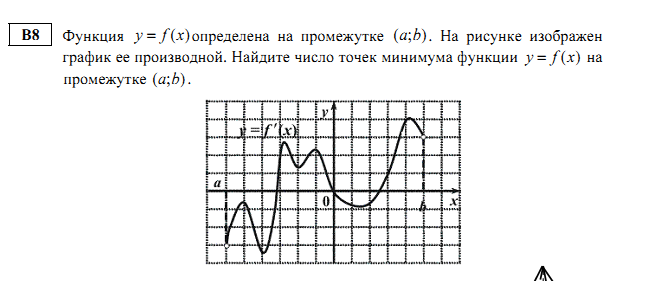 B8
Функция y = f(x)определена на промежутке (a;b). На рисунке изображен
график ее производной. Найдите число точек минимума функции y = f(x) на
промежутке (a;b).
y
y = f'(x)
a
0
b
x